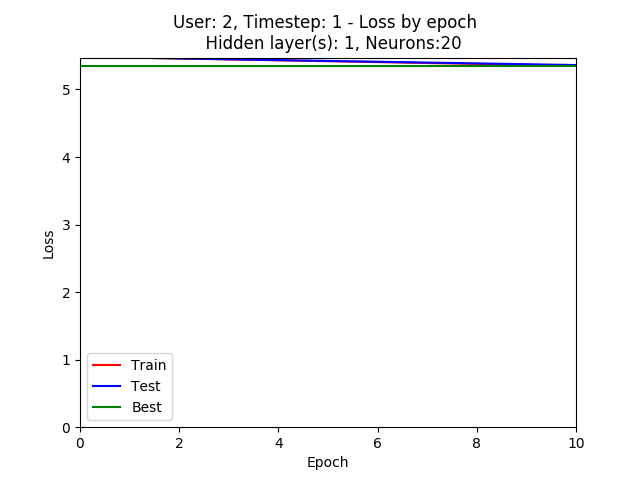 User: 2, Timestep: 1 - Loss by epoch
Hidden layer(s): 1, Neurons:20
5
4
3
2
1
0
Loss
Train
Test
Best
0 2 4 6 8 10
Epoch